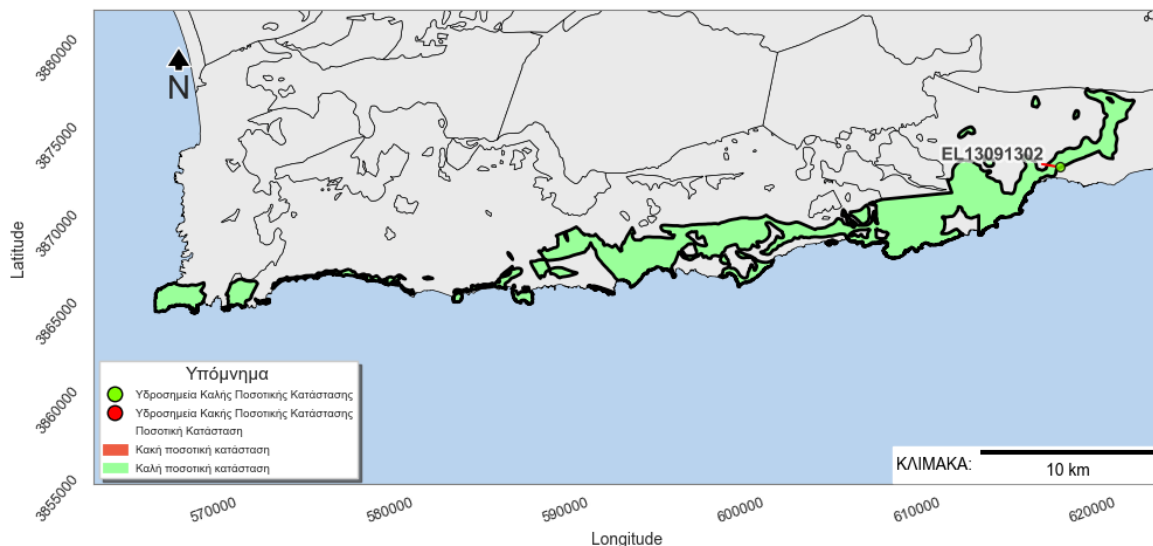 3880000
3875000
3870000
3865000
3860000
3855000
Latitude
N
EL13091302
Υπόμνημα
Υδροσημεία Καλής Ποσοτικής Κατάστασης
Υδροσημεία Κακής Ποσοτικής Κατάστασης
Ποσοτική Κατάσταση
Κακή ποσοτική κατάσταση
Καλή ποσοτική κατάσταση
ΚΛΙΜΑΚΑ:
10 km
570000
580000
590000
600000
610000
620000
Longitude